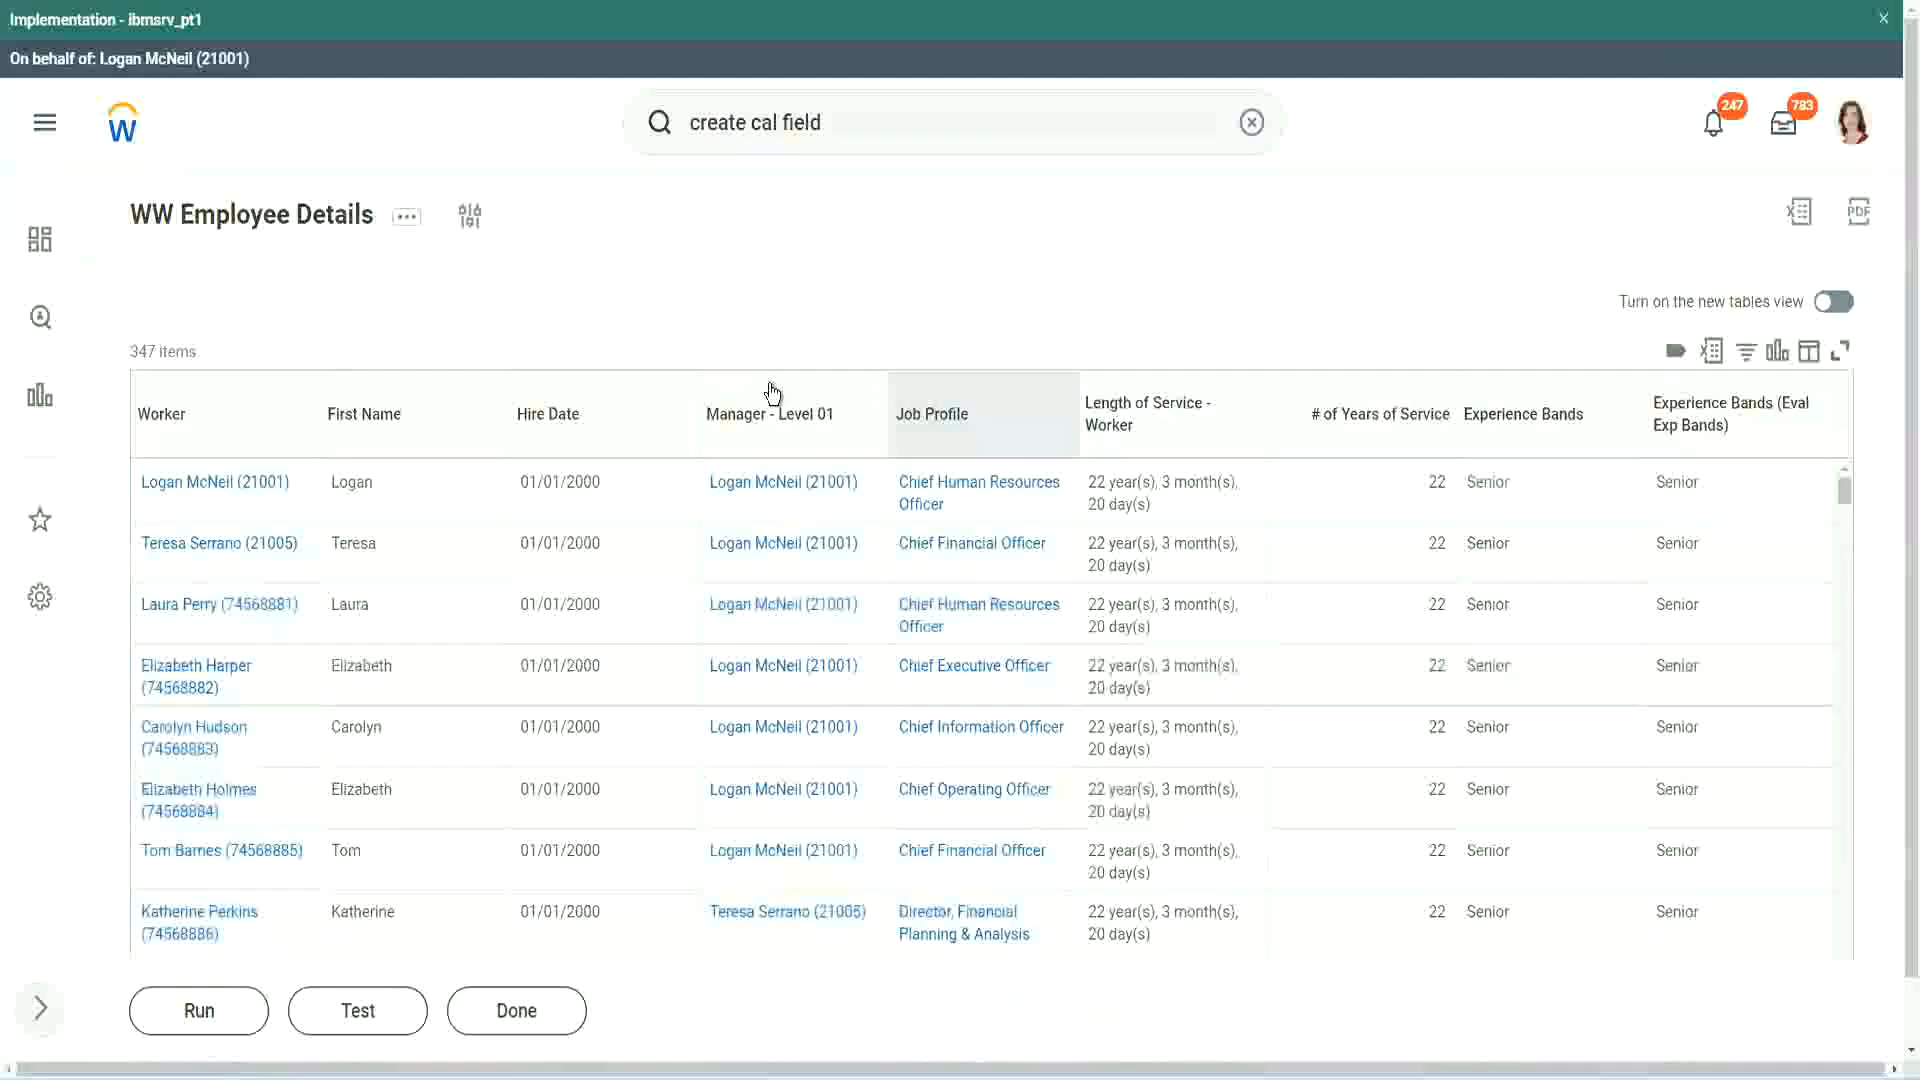 Implementation - ibmsrv_pt1
On behalf of: Logan McNeil (21001)
W
create cal field
247
783
WW Employee Details
PDF
Turn on the new tables view
347 items
Worker
First Name
Hire Date
Manager - Level 01
Job Profile
Length of Service -
Worker
# of Years of Service
Experience Bands
Experience Bands (Eval
Exp Bands)
Logan McNeil (21001)
Logan
01/01/2000
Logan McNeil (21001)
Chief Human Resources
Officer
22 year(s), 3 month(s),
20 day(s)
22
Senior
Senior
Teresa Serrano (21005)
Teresa
01/01/2000
Logan McNeil (21001)
Chief Financial Officer
22 year(s), 3 month(s),
20 day(s)
22
Senior
Senior
Laura Perry (74568881)
Laura
01/01/2000
Logan McNeil (21001)
Chief Human Resources
Officer
22 year(s), 3 month(s),
20 day(s)
22
Senior
Senior
Elizabeth Harper
(74568882)
Elizabeth
01/01/2000
Logan McNeil (21001)
Chief Executive Officer
22 year(s), 3 month(s),
20 day(s)
22
Senior
Senior
Carolyn Hudson
(74568883)
Carolyn
01/01/2000
Logan McNeil (21001)
Chief Information Officer
22 year(s), 3 month(s),
20 day(s)
22
Senior
Senior
Elizabeth Holmes
(74568884)
Elizabeth
01/01/2000
Logan McNeil (21001)
Chief Operating Officer
22 year(s), 3 month(s),
20 day(s)
22
Senior
Senior
Tom Barnes (74568885)
Tom
01/01/2000
Logan McNeil (21001)
Chief Financial Officer
22 year(s), 3 month(s),
20 day(s)
22
Senior
Senior
Katherine Perkins
(74568886)
Katherine
01/01/2000
Teresa Serrano (21005)
Director, Financial
Planning & Analysis
22 year(s), 3 month(s),
20 day(s)
22
Senior
Senior
Run
Test
Done